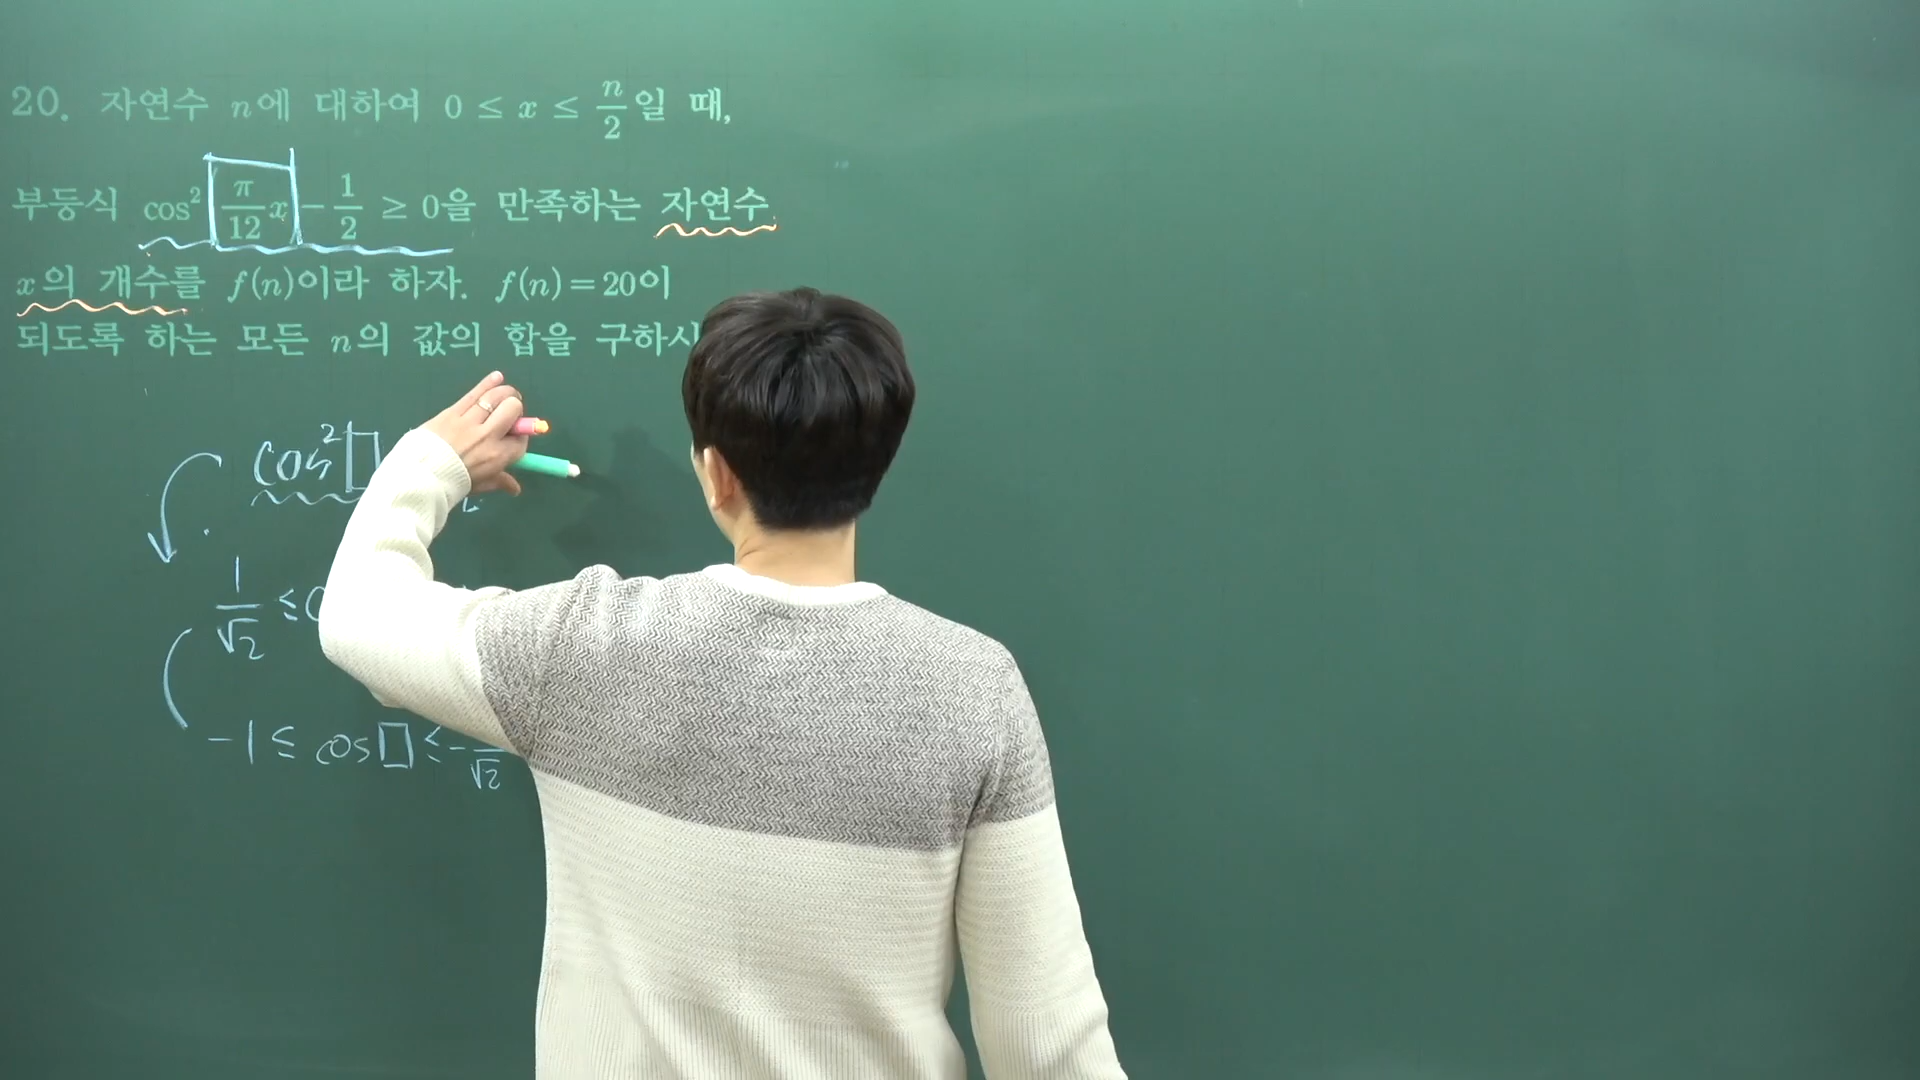 20. 자연수 n에 대하여 0 ≤ x ≤ n/2일 때,
부등식 cos² (π/12 x) − 1/2 ≥ 0을 만족하는 자연수
x의 개수를 f(n)이라 하자. f(n) = 20이
되도록 하는 모든 n의 값의 합을 구하시
cos² □
1/√2 ≤
-1 ≤ cos □ ≤ - /√2